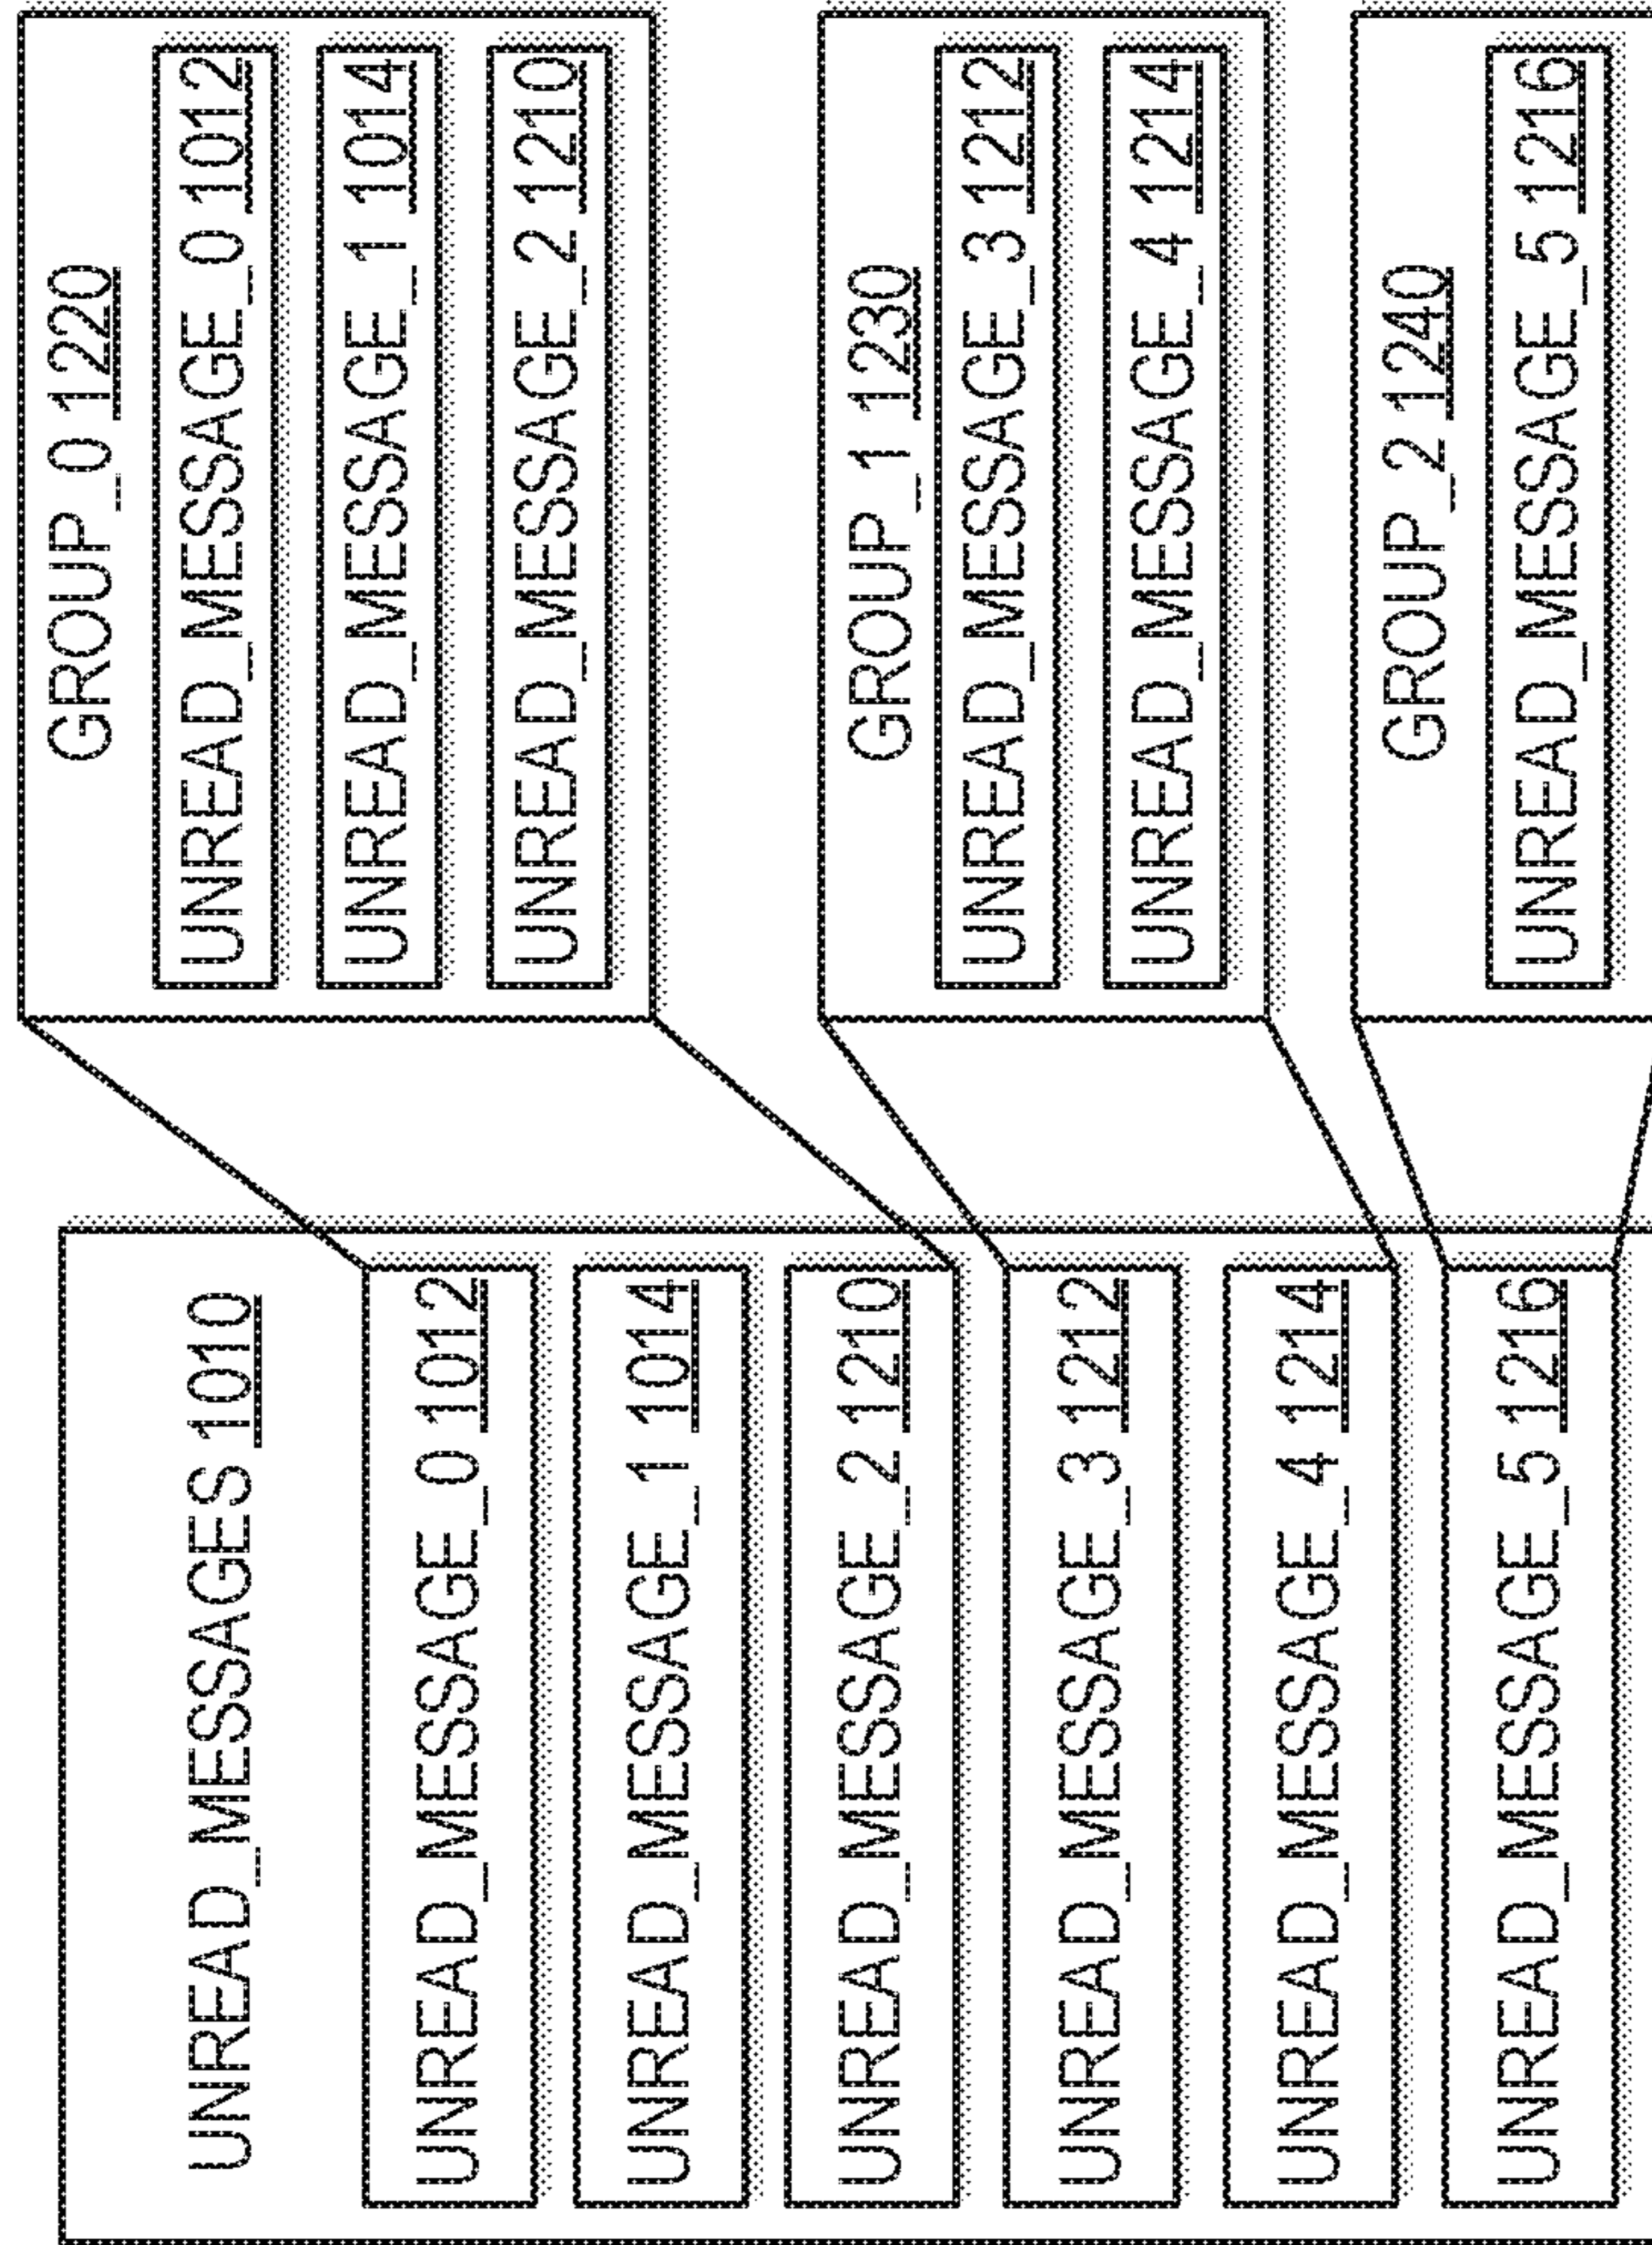 UNREAD_MESSAGES 1010
UNREAD_MESSAGE_0 1012
UNREAD_MESSAGE_1 1014
UNREAD_MESSAGE_2 1210
UNREAD_MESSAGE_3 1212
UNREAD_MESSAGE_4 1214
UNREAD_MESSAGE_5 1216
GROUP_0 1220
UNREAD_MESSAGE_0 1012
UNREAD_MESSAGE_1 1014
UNREAD_MESSAGE_2 1210
GROUP_1 1230
UNREAD_MESSAGE_3 1212
UNREAD_MESSAGE_4 1214
GROUP_2 1240
UNREAD_MESSAGE_5 1216